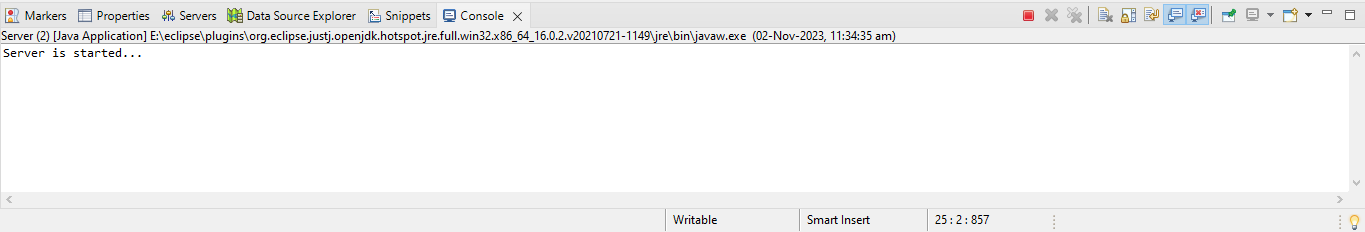 Markers Properties Servers Data Source Explorer Snippets Console
Server (2) [Java Application] E:\eclipse\plugins\org.eclipse.justj.openjdk.hotspot.jre.full.win32.x86_64_16.0.2.v20210721-1149\jre\bin\javaw.exe (02-Nov-2023, 11:34:35 am)
Server is started...
Writable Smart Insert 25 : 2 : 857